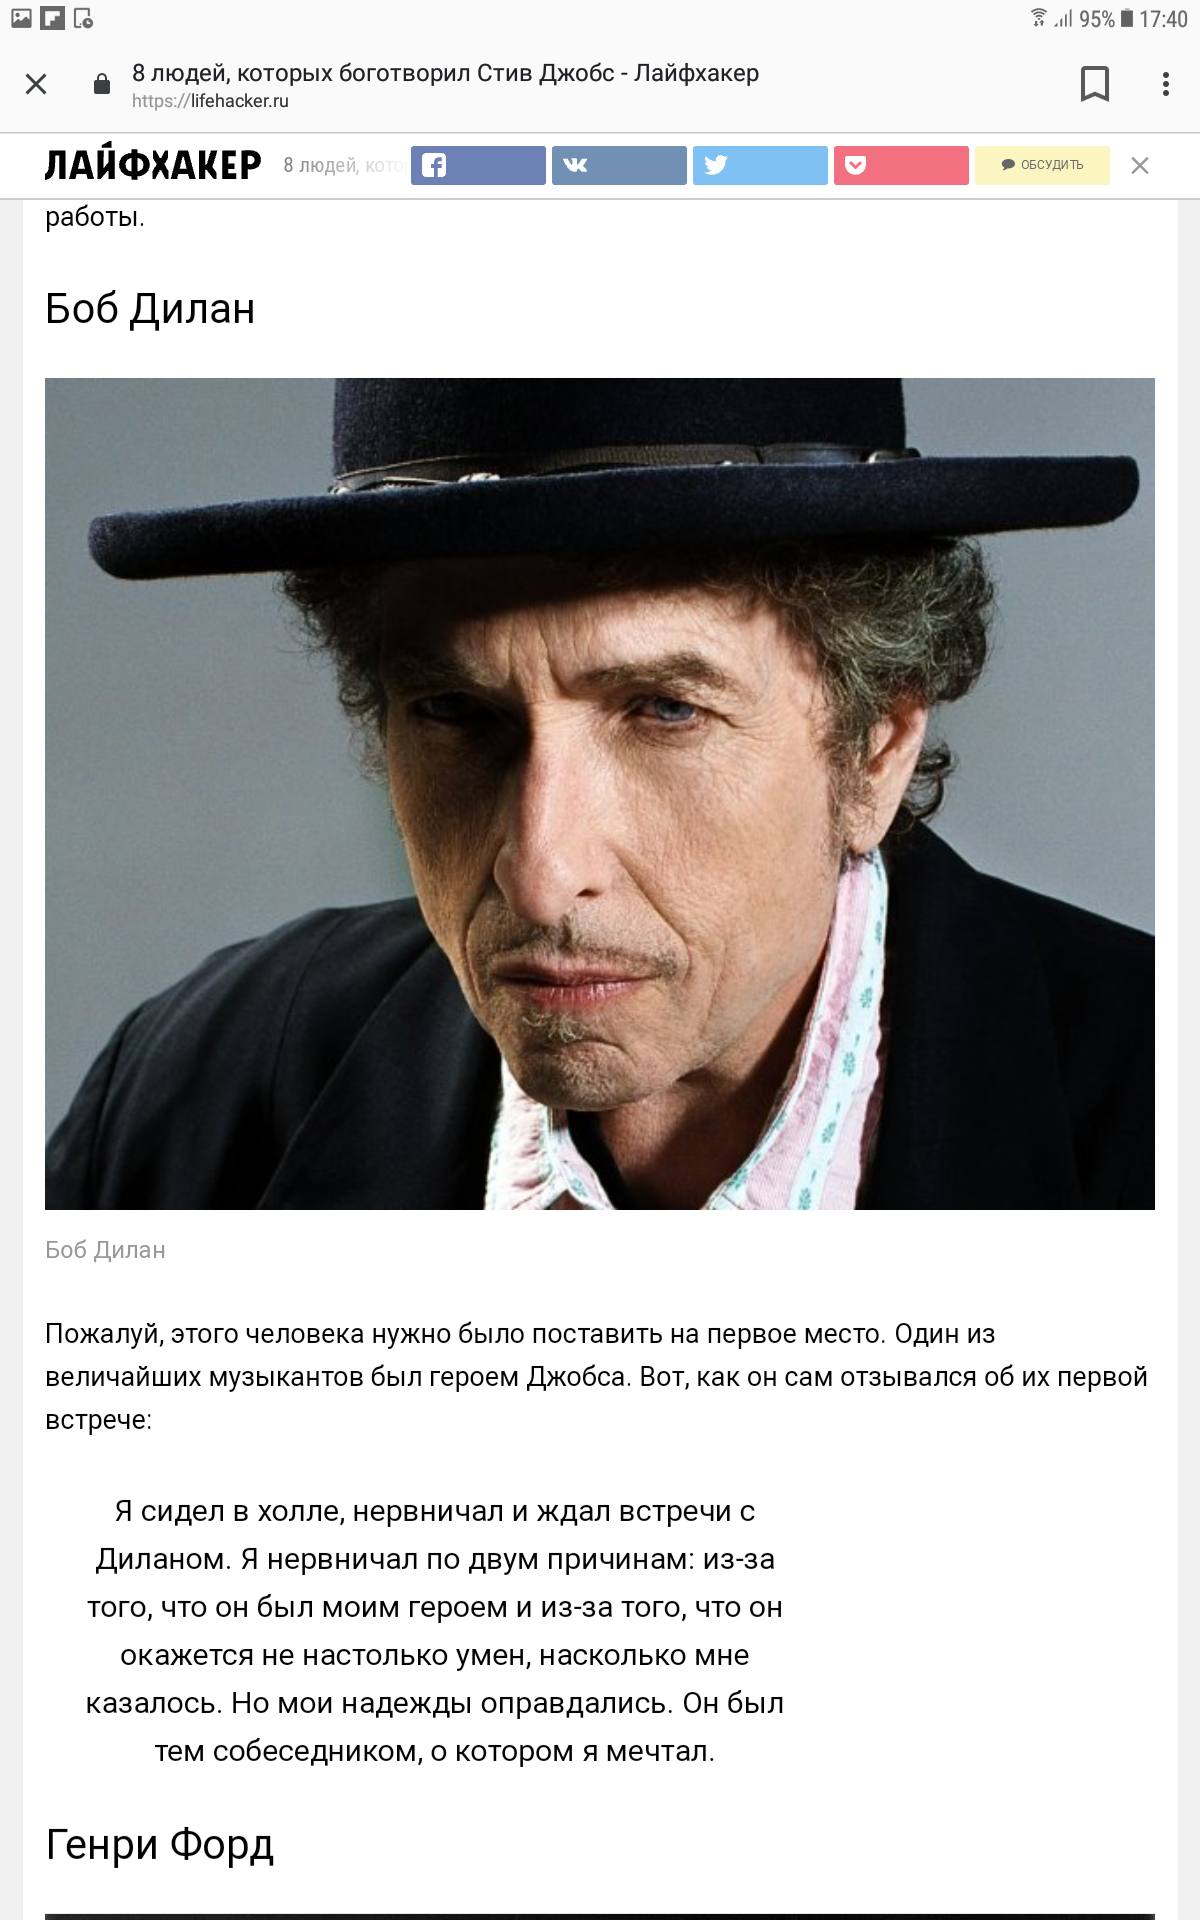 95% 17:40
8 людей, которых боготворил Стив Джобс - Лайфхакер
https://lifehacker.ru
ЛАЙФХАКЕР 8 людей, кото ОБСУДИТЬ
работы.
Боб Дилан
Боб Дилан
Пожалуй, этого человека нужно было поставить на первое место. Один из
величайших музыкантов был героем Джобса. Вот, как он сам отзывался об их первой
встрече:
Я сидел в холле, нервничал и ждал встречи с
Диланом. Я нервничал по двум причинам: из-за
того, что он был моим героем и из-за того, что он
окажется не настолько умен, насколько мне
казалось. Но мои надежды оправдались. Он был
тем собеседником, о котором я мечтал.
Генри Форд